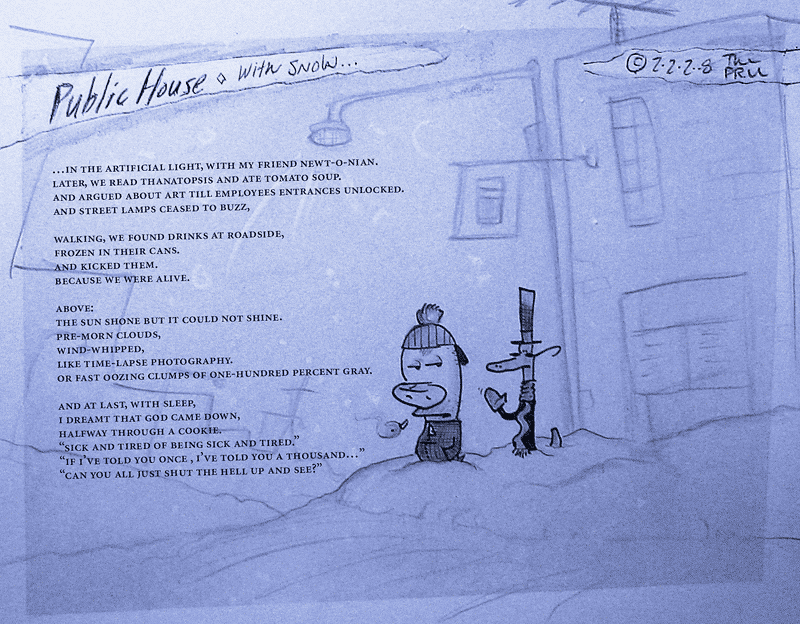 Public House ◇ With Snow...
© 2·2·2·8 The PRU
...IN THE ARTIFICIAL LIGHT, WITH MY FRIEND NEWT-O-NIAN.
LATER, WE READ THANATOPSIS AND ATE TOMATO SOUP.
AND ARGUED ABOUT ART TILL EMPLOYEES ENTRANCES UNLOCKED.
AND STREET LAMPS CEASED TO BUZZ,
WALKING, WE FOUND DRINKS AT ROADSIDE,
FROZEN IN THEIR CANS.
AND KICKED THEM.
BECAUSE WE WERE ALIVE.
ABOVE:
THE SUN SHONE BUT IT COULD NOT SHINE.
PRE-MORN CLOUDS,
WIND-WHIPPED,
LIKE TIME-LAPSE PHOTOGRAPHY.
OR FAST OOZING CLUMPS OF ONE-HUNDRED PERCENT GRAY.
AND AT LAST, WITH SLEEP,
I DREAMT THAT GOD CAME DOWN,
HALFWAY THROUGH A COOKIE.
“SICK AND TIRED OF BEING SICK AND TIRED.”
“IF I’VE TOLD YOU ONCE , I’VE TOLD YOU A THOUSAND...”
“CAN YOU ALL JUST SHUT THE HELL UP AND SEE?”